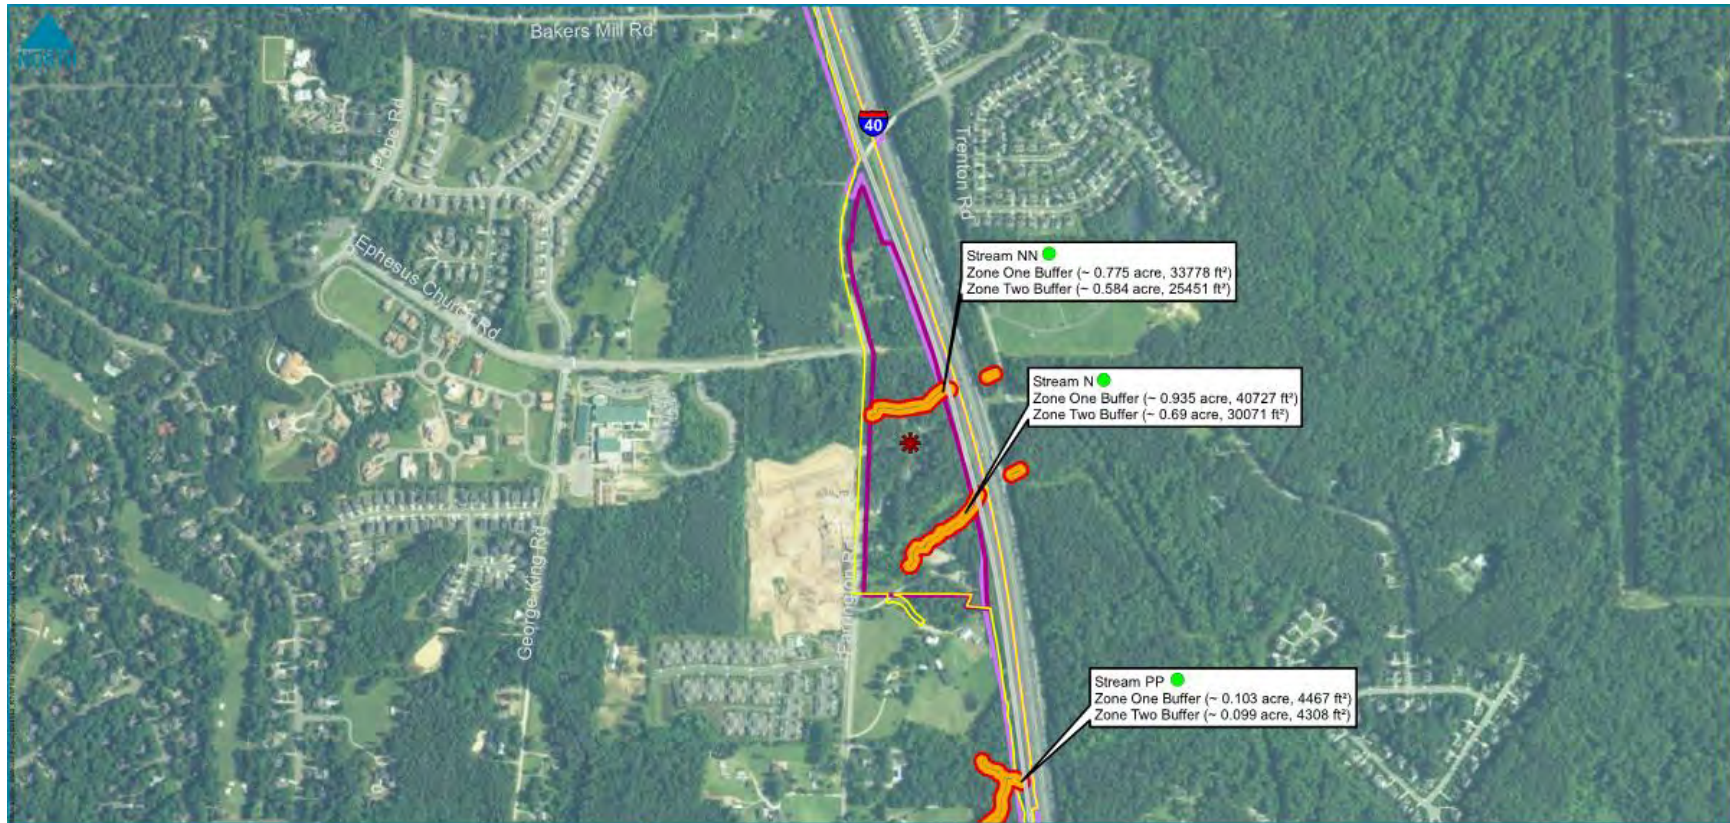 Bakers Mill Rd
NORTH
Pope Rd
40
Trenton Rd
Ephesus Church Rd
Stream NN
Zone One Buffer (~ 0.775 acre, 33778 ft²)
Zone Two Buffer (~ 0.584 acre, 25451 ft²)
Stream N
Zone One Buffer (~ 0.935 acre, 40727 ft²)
Zone Two Buffer (~ 0.69 acre, 30071 ft²)
George King Rd
Farrington Rd
Stream PP
Zone One Buffer (~ 0.103 acre, 4467 ft²)
Zone Two Buffer (~ 0.099 acre, 4308 ft²)